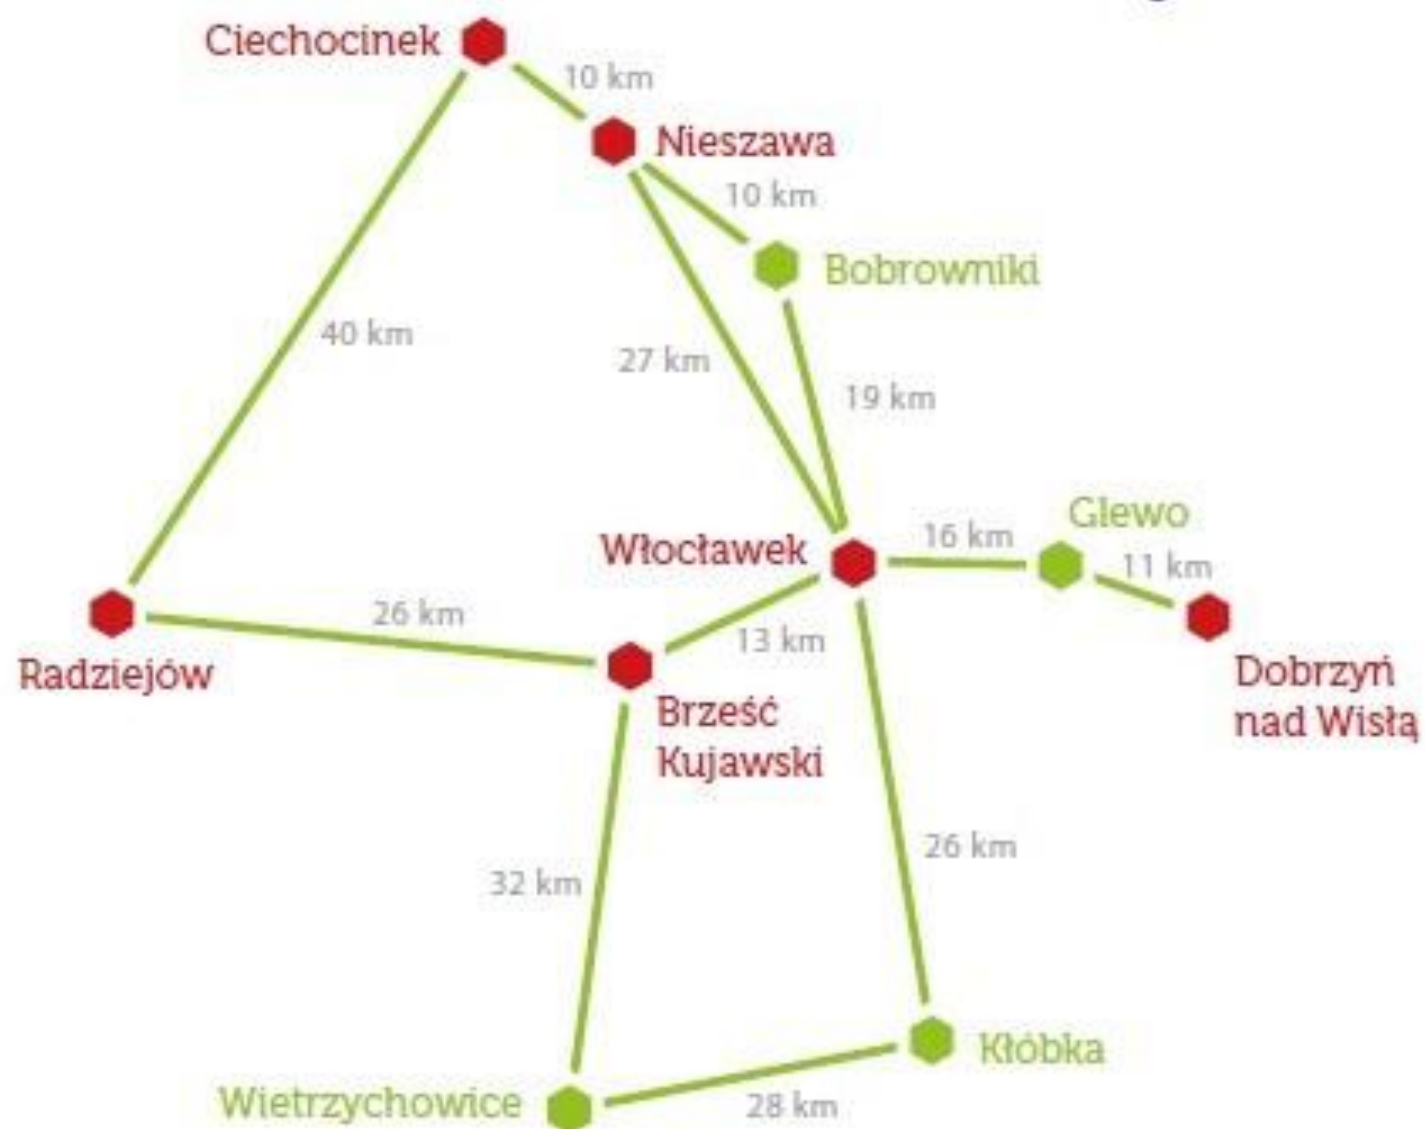 Ciechocinek
10 km
Nieszawa
10 km
Bobrowniki
40 km
27 km
19 km
Glewo
Włocławek
16 km
11 km
26 km
13 km
Radziejów
Dobrzyń
nad Wisłą
Brześć
Kujawski
26 km
32 km
Kłóbka
Wietrzychowice
28 km